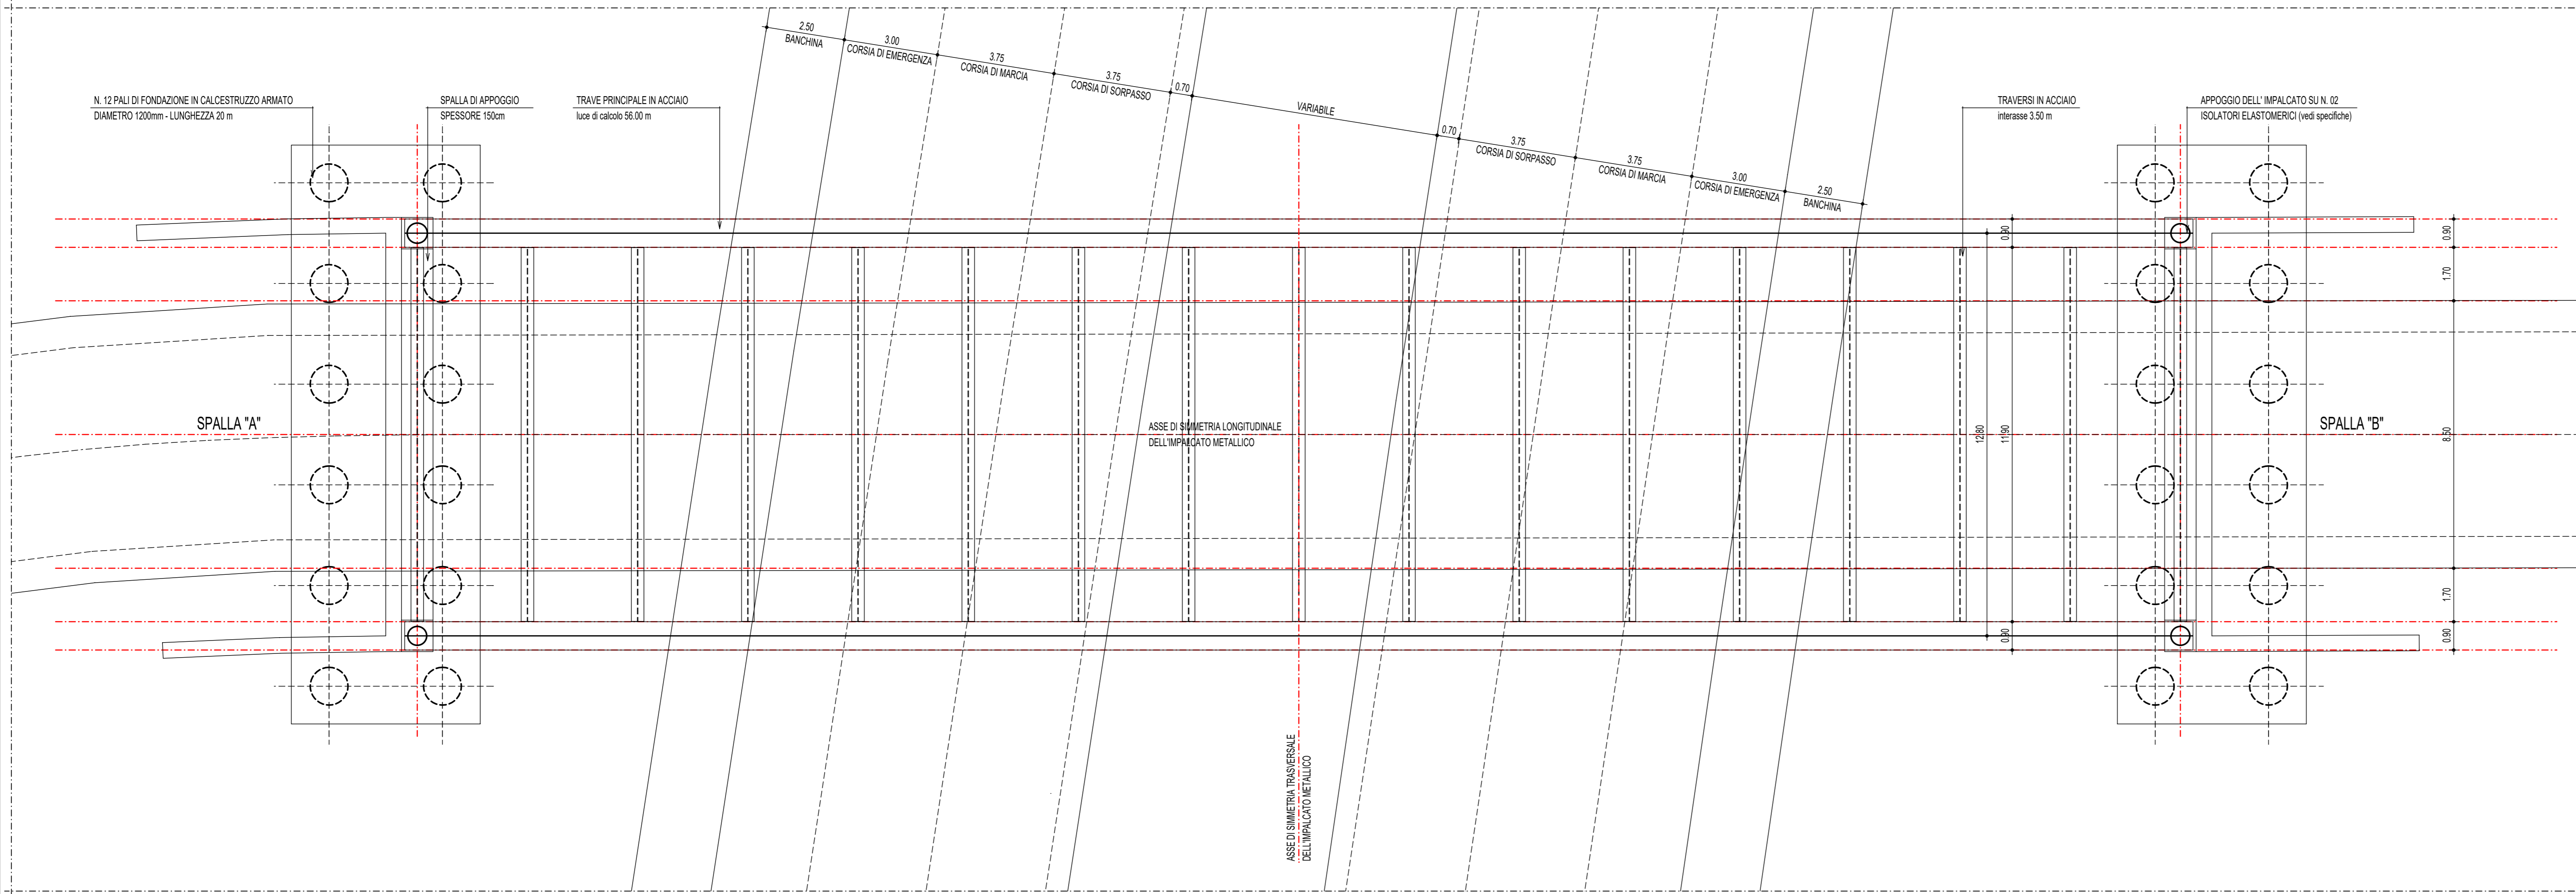 2.50
BANCHINA
3.00
CORSIA DI EMERGENZA
3.75
CORSIA DI MARCIA
3.75
CORSIA DI SORPASSO
0.70
VARIABILE
0.70
3.75
CORSIA DI SORPASSO
3.75
CORSIA DI MARCIA
3.00
CORSIA DI EMERGENZA
2.50
BANCHINA
N. 12 PALI DI FONDAZIONE IN CALCESTRUZZO ARMATO
DIAMETRO 1200mm - LUNGHEZZA 20 m
SPALLA DI APPOGGIO
SPESSORE 150cm
TRAVE PRINCIPALE IN ACCIAIO
luce di calcolo 56.00 m
TRAVERSI IN ACCIAIO
interasse 3.50 m
APPOGGIO DELL' IMPALCATO SU N. 02
ISOLATORI ELASTOMERICI (vedi specifiche)
SPALLA "A"
ASSE DI SIMMETRIA LONGITUDINALE
DELL'IMPALCATO METALLICO
SPALLA "B"
0.90
12.80
11.90
0.90
0.90
1.70
8.50
1.70
0.90
ASSE DI SIMMETRIA TRASVERSALE
DELL'IMPALCATO METALLICO